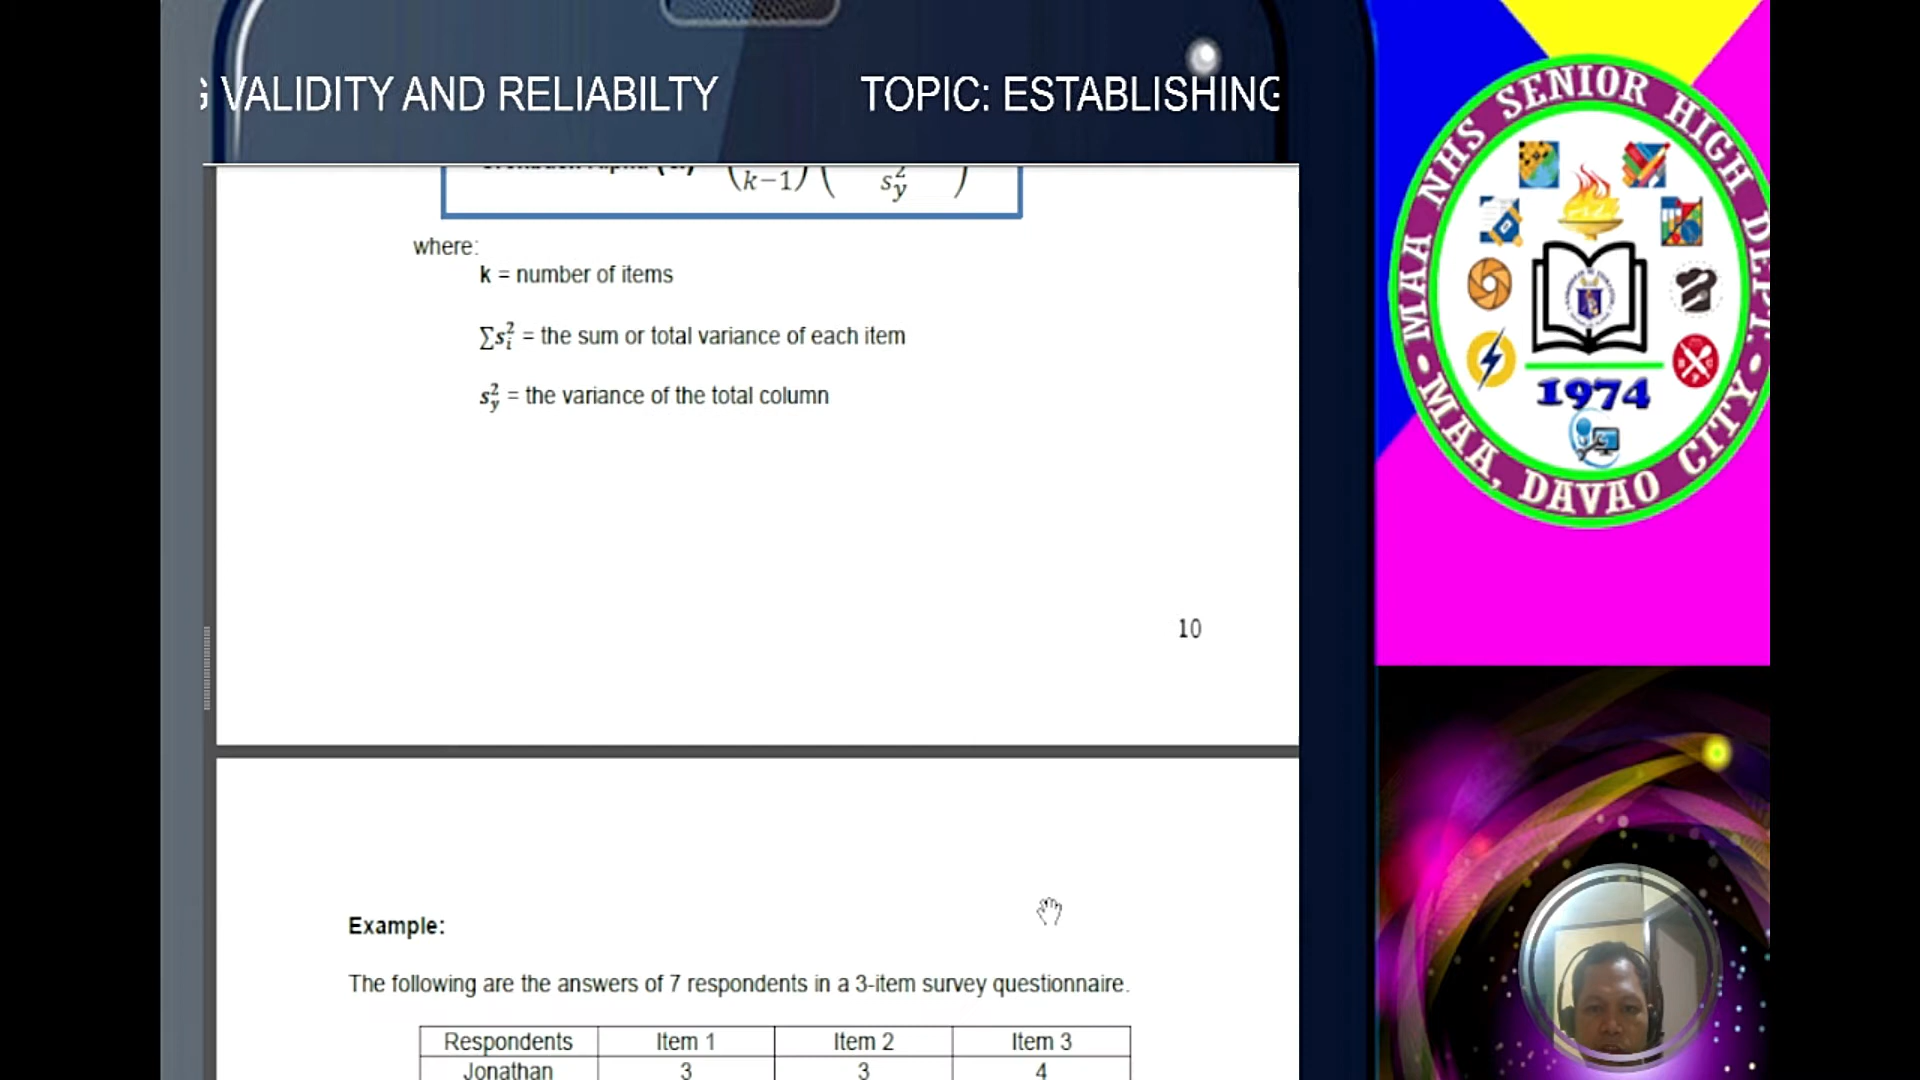 G VALIDITY AND RELIABILTY TOPIC: ESTABLISHING
(k−1) ( s²y )
where:
k = number of items
∑s²i = the sum or total variance of each item
s²y = the variance of the total column
10
Example:
The following are the answers of 7 respondents in a 3-item survey questionnaire.
Respondents Item 1 Item 2 Item 3
Jonathan 3 3 4
MAA NHS SENIOR HIGH DEPT.
1974
MAA, DAVAO CITY